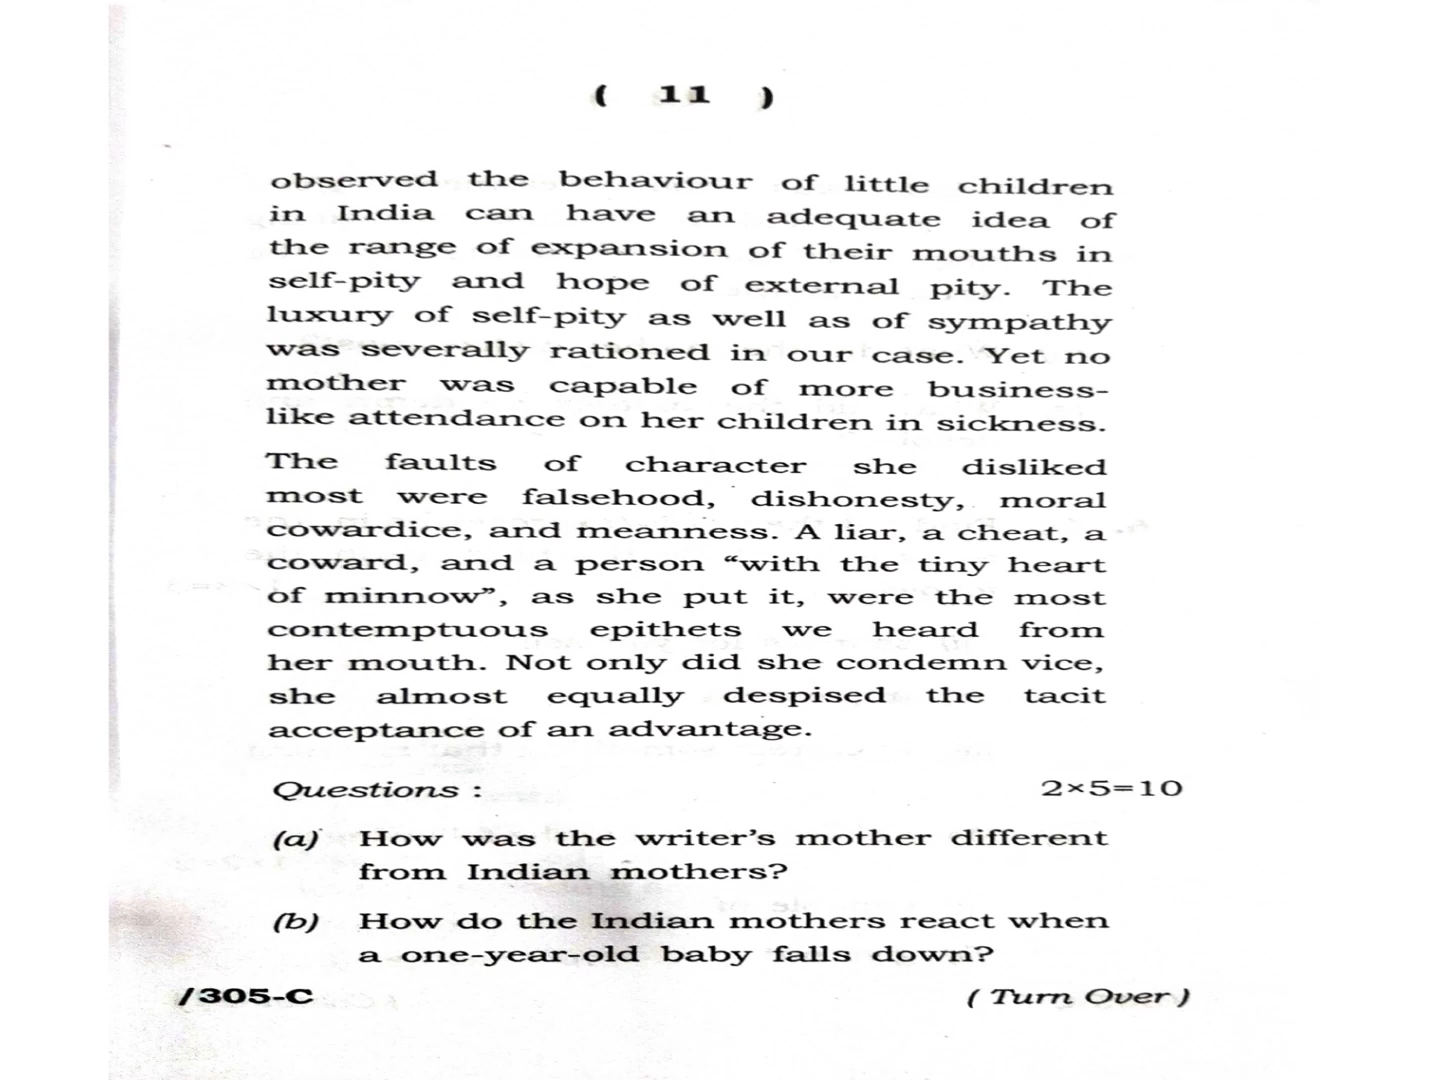 ( 11 )
observed the behaviour of little children
in India can have an adequate idea of
the range of expansion of their mouths in
self-pity and hope of external pity. The
luxury of self-pity as well as of sympathy
was severally rationed in our case. Yet no
mother was capable of more business-
like attendance on her children in sickness.
The faults of character she disliked
most were falsehood, dishonesty, moral
cowardice, and meanness. A liar, a cheat, a
coward, and a person “with the tiny heart
of minnow”, as she put it, were the most
contemptuous epithets we heard from
her mouth. Not only did she condemn vice,
she almost equally despised the tacit
acceptance of an advantage.
Questions : 2×5=10
(a) How was the writer’s mother different
from Indian mothers?
(b) How do the Indian mothers react when
a one-year-old baby falls down?
/305-C ( Turn Over )